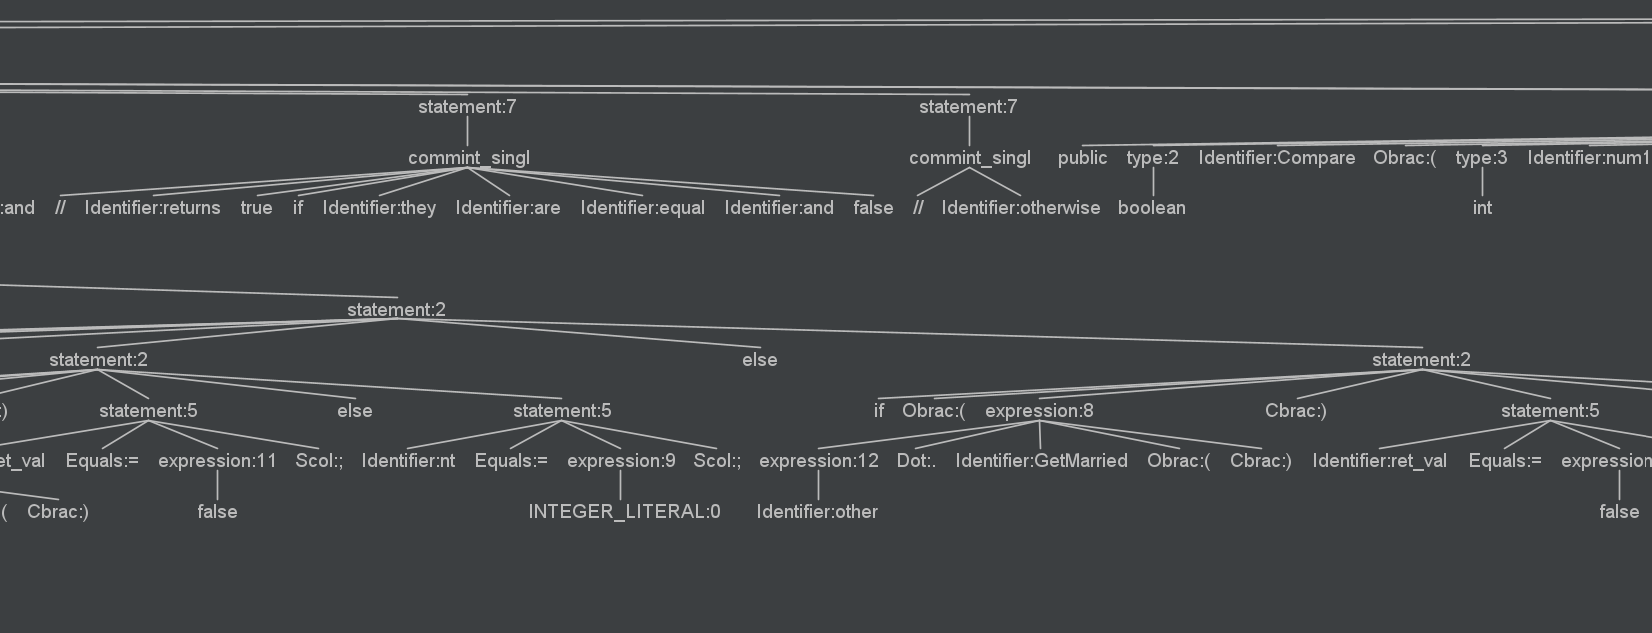 statement:7 statement:7
commint_singl commint_singl public type:2 Identifier:Compare Obrac:( type:3 Identifier:num1
:and // Identifier:returns true if Identifier:they Identifier:are Identifier:equal Identifier:and false // Identifier:otherwise boolean int
statement:2
statement:2 else statement:2
:) statement:5 else statement:5 if Obrac:( expression:8 Cbrac:) statement:5
et_val Equals:= expression:11 Scol:; Identifier:nt Equals:= expression:9 Scol:; expression:12 Dot:. Identifier:GetMarried Obrac:( Cbrac:) Identifier:ret_val Equals:= expression
( Cbrac:) false INTEGER_LITERAL:0 Identifier:other false